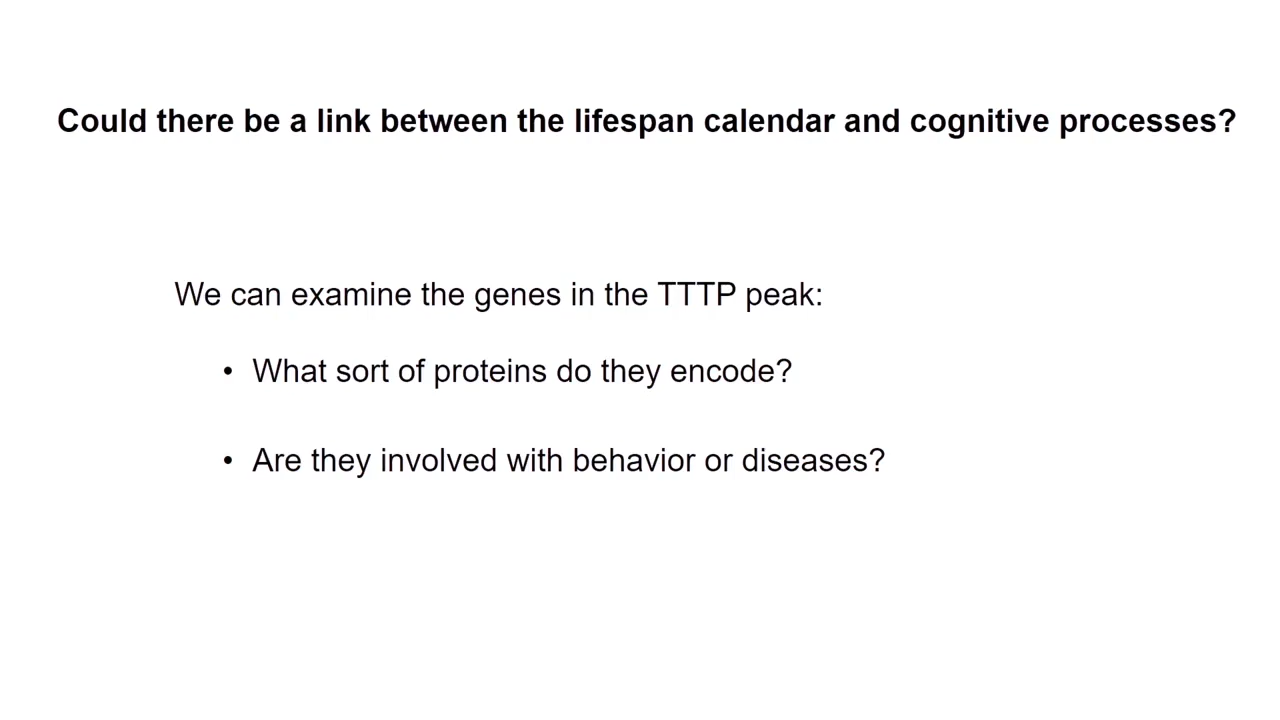 Could there be a link between the lifespan calendar and cognitive processes?
We can examine the genes in the TTTP peak:
• What sort of proteins do they encode?
• Are they involved with behavior or diseases?